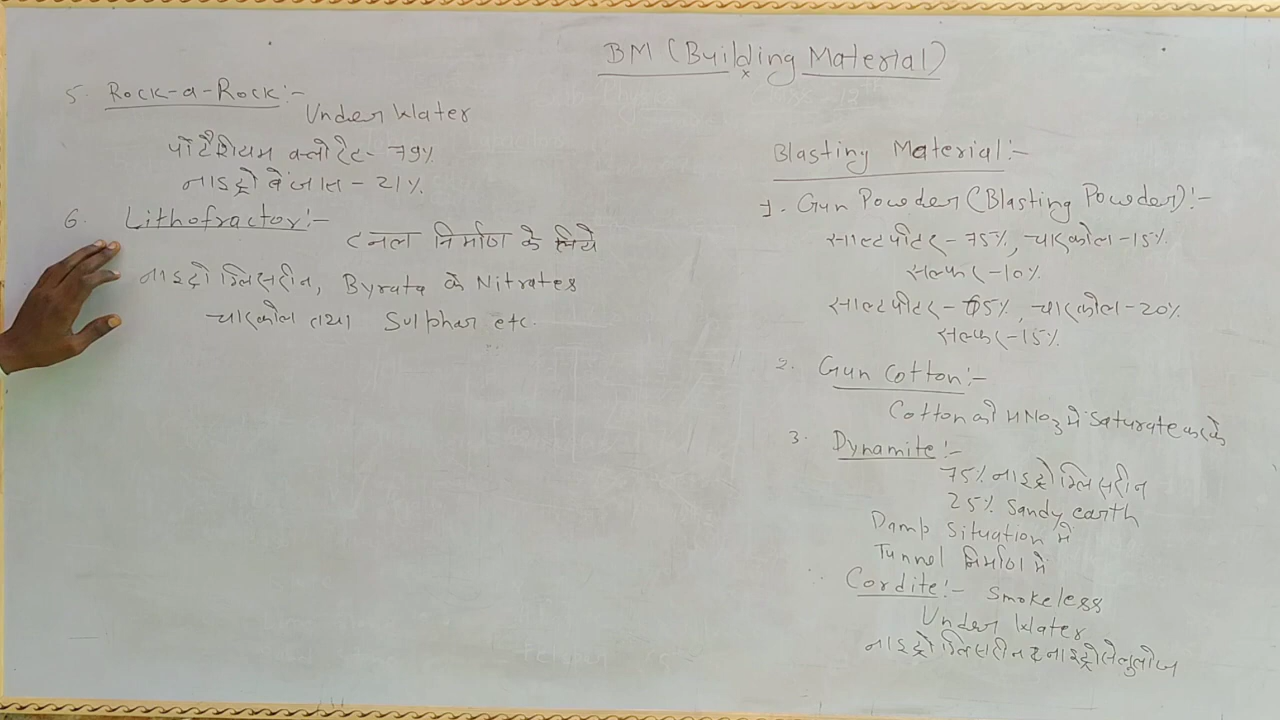 BM (Building Material)
Blasting Material:-
1. Gun Powder (Blasting Powder):-
साल्टपीटर - 75%, चारकोल - 15%
सल्फर - 10%
साल्टपीटर - 65%, चारकोल - 20%
सल्फर - 15%
2. Gun Cotton:-
Cotton को HNO3 में Saturate करके
3. Dynamite:-
75% नाइट्रोग्लिसरीन
25% Sandy earth
Damp Situation में
Tunnel निर्माण में
Cordite:- Smokeless
Under Water
नाइट्रोग्लिसरीन व नाइट्रोसेलुलोज
5. Rock-a-Rock:-
Under Water
पोटैशियम क्लोरेट - 79%
नाइट्रो बेंजाल - 21%
6. Lithofractor:-
टनल निर्माण के लिये
नाइट्रोग्लिसरीन, Byrata के Nitrates
चारकोल तथा Sulphar etc.